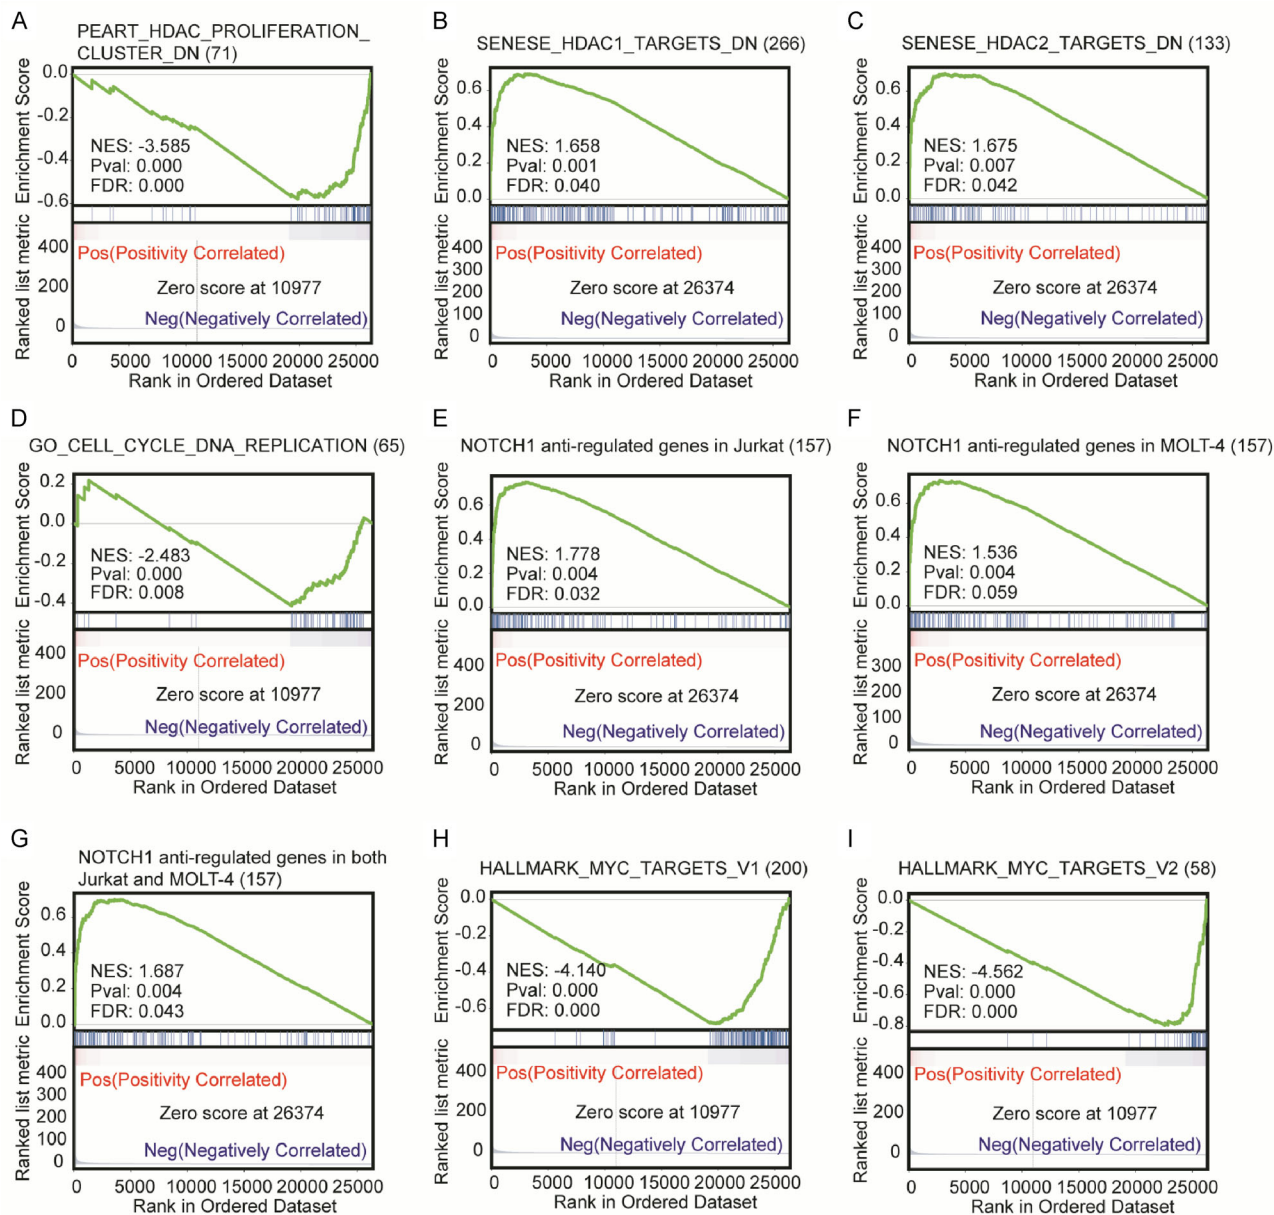 A
PEART_HDAC_PROLIFERATION_
CLUSTER_DN (71)
Enrichment Score
0.0
-0.2
-0.4
-0.6
NES: -3.585
Pval: 0.000
FDR: 0.000
Ranked list metric
400
200
0
Pos(Positivity Correlated)
Zero score at 10977
Neg(Negatively Correlated)
0 5000 10000 15000 20000 25000
Rank in Ordered Dataset
B
SENESE_HDAC1_TARGETS_DN (266)
Enrichment Score
0.6
0.4
0.2
0.0
NES: 1.658
Pval: 0.001
FDR: 0.040
Ranked list metric
400
300
200
100
0
Pos(Positivity Correlated)
Zero score at 26374
Neg(Negatively Correlated)
0 5000 10000 15000 20000 25000
Rank in Ordered Dataset
C
SENESE_HDAC2_TARGETS_DN (133)
Enrichment Score
0.6
0.4
0.2
0.0
NES: 1.675
Pval: 0.007
FDR: 0.042
Ranked list metric
400
300
200
100
0
Pos(Positivity Correlated)
Zero score at 26374
Neg(Negatively Correlated)
0 5000 10000 15000 20000 25000
Rank in Ordered Dataset
D
GO_CELL_CYCLE_DNA_REPLICATION (65)
Enrichment Score
0.2
0.0
-0.2
-0.4
NES: -2.483
Pval: 0.000
FDR: 0.008
Ranked list metric
400
200
0
Pos(Positivity Correlated)
Zero score at 10977
Neg(Negatively Correlated)
0 5000 10000 15000 20000 25000
Rank in Ordered Dataset
E
NOTCH1 anti-regulated genes in Jurkat (157)
Enrichment Score
0.6
0.4
0.2
0.0
NES: 1.778
Pval: 0.004
FDR: 0.032
Ranked list metric
400
200
0
Pos(Positivity Correlated)
Zero score at 26374
Neg(Negatively Correlated)
0 5000 10000 15000 20000 25000
Rank in Ordered Dataset
F
NOTCH1 anti-regulated genes in MOLT-4 (157)
Enrichment Score
0.6
0.4
0.2
0.0
NES: 1.536
Pval: 0.004
FDR: 0.059
Ranked list metric
300
200
100
0
Pos(Positivity Correlated)
Zero score at 26374
Neg(Negatively Correlated)
0 5000 10000 15000 20000 25000
Rank in Ordered Dataset
G
NOTCH1 anti-regulated genes in both
Jurkat and MOLT-4 (157)
Enrichment Score
0.6
0.4
0.2
0.0
NES: 1.687
Pval: 0.004
FDR: 0.043
Ranked list metric
400
300
200
100
0
Pos(Positivity Correlated)
Zero score at 26374
Neg(Negatively Correlated)
0 5000 10000 15000 20000 25000
Rank in Ordered Dataset
H
HALLMARK_MYC_TARGETS_V1 (200)
Enrichment Score
0.0
-0.2
-0.4
-0.6
NES: -4.140
Pval: 0.000
FDR: 0.000
Ranked list metric
400
200
0
Pos(Positivity Correlated)
Zero score at 10977
Neg(Negatively Correlated)
0 5000 10000 15000 20000 25000
Rank in Ordered Dataset
I
HALLMARK_MYC_TARGETS_V2 (58)
Enrichment Score
0.0
-0.2
-0.4
-0.6
-0.8
NES: -4.562
Pval: 0.000
FDR: 0.000
Ranked list metric
400
200
0
Pos(Positivity Correlated)
Zero score at 10977
Neg(Negatively Correlated)
0 5000 10000 15000 20000 25000
Rank in Ordered Dataset